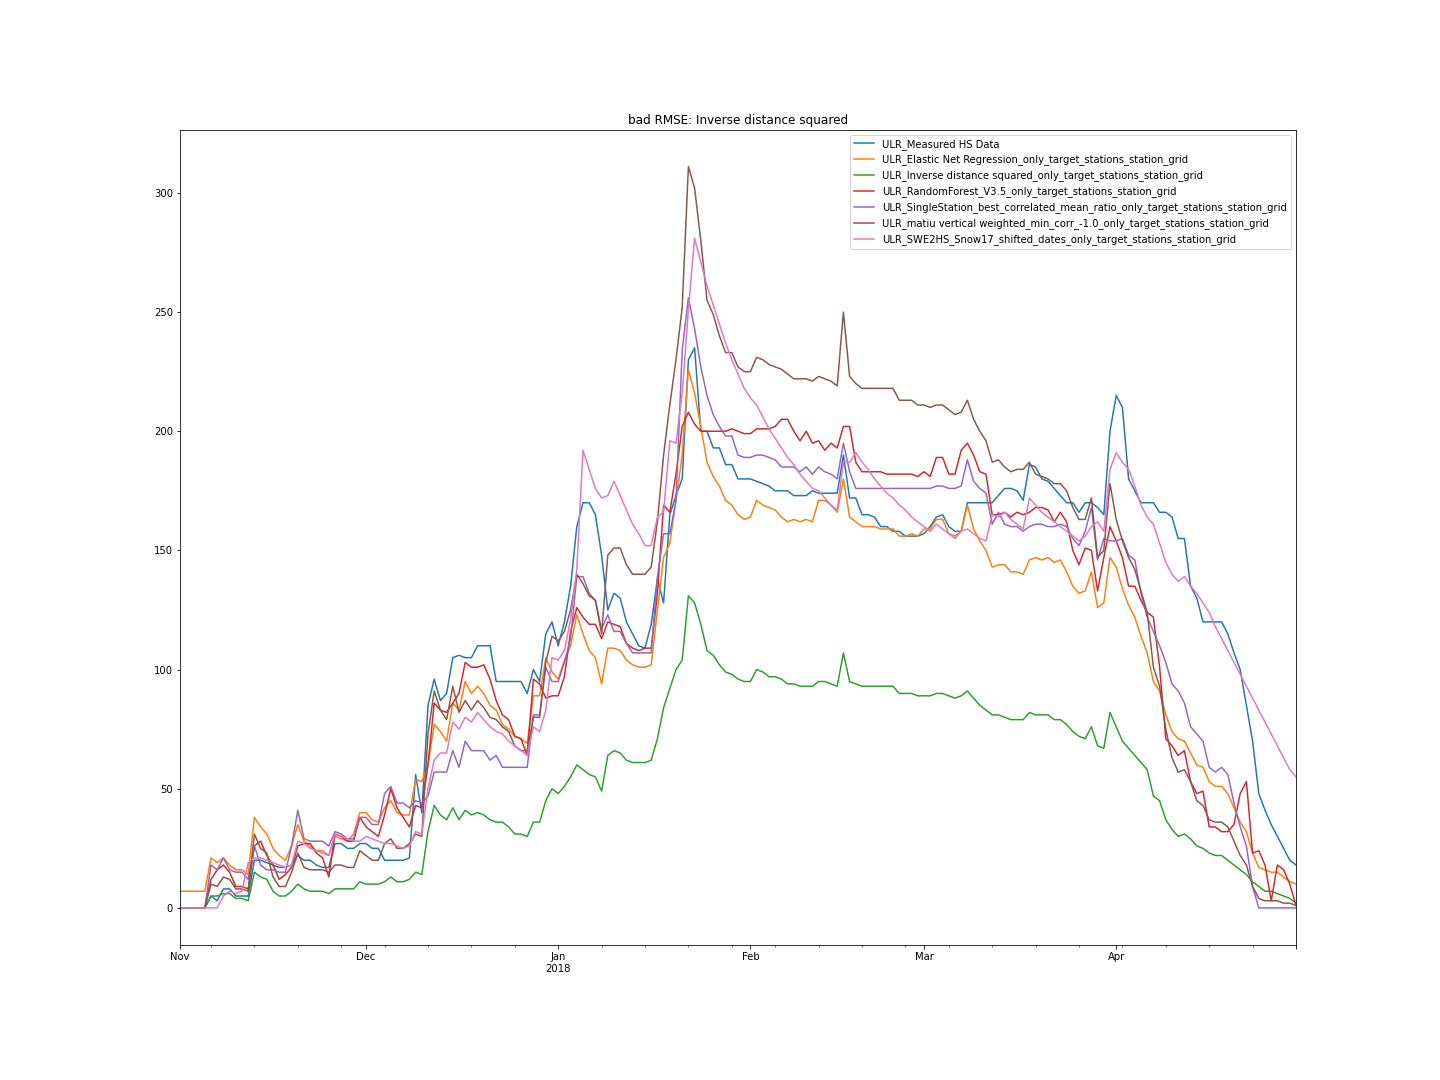 bad RMSE: Inverse distance squared
ULR_Measured HS Data
ULR_Elastic Net Regression_only_target_stations_station_grid
ULR_Inverse distance squared_only_target_stations_station_grid
ULR_RandomForest_V3.5_only_target_stations_station_grid
ULR_SingleStation_best_correlated_mean_ratio_only_target_stations_station_grid
ULR_matiu vertical weighted_min_corr_-1.0_only_target_stations_station_grid
ULR_SWE2HS_Snow17_shifted_dates_only_target_stations_station_grid
300
250
200
150
100
50
0
Nov Dec Jan Feb Mar Apr
2018